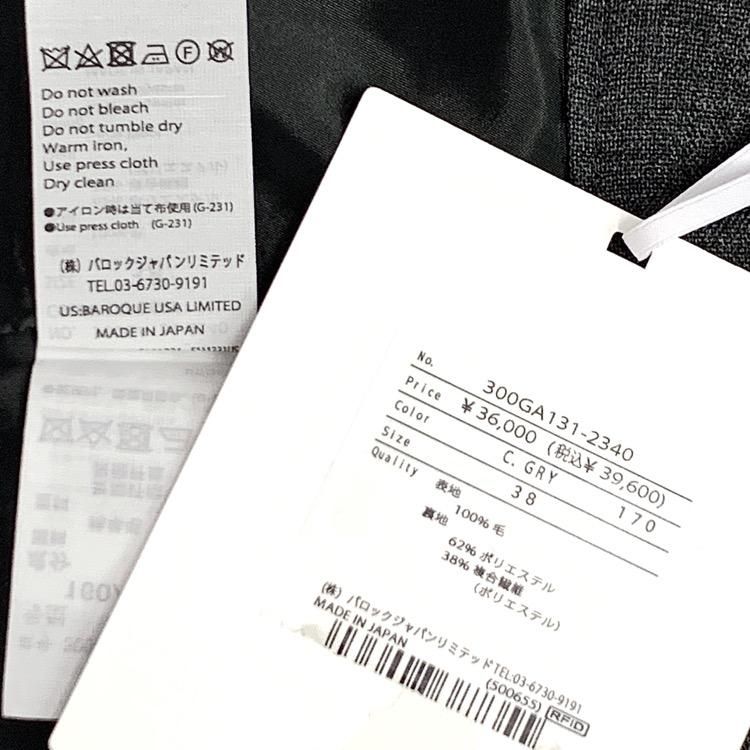 Do not wash
Do not bleach
Do not tumble dry
Warm iron,
Use press cloth
Dry clean
●アイロン時は当て布使用(G-231)
●Use press cloth (G-231)
(株) バロックジャパンリミテッド
TEL.03-6730-9191
US:BAROQUE USA LIMITED
MADE IN JAPAN
No. 300GA131-2340
Price ¥36,000 (税込¥39,600)
Color C. GRY 170
Size 38
Quality 表地
100% 毛
裏地
62% ポリエステル
38% 複合繊維
(ポリエステル)
(株) バロックジャパンリミテッドTEL:03-6730-9191
MADE IN JAPAN (500655) RFID